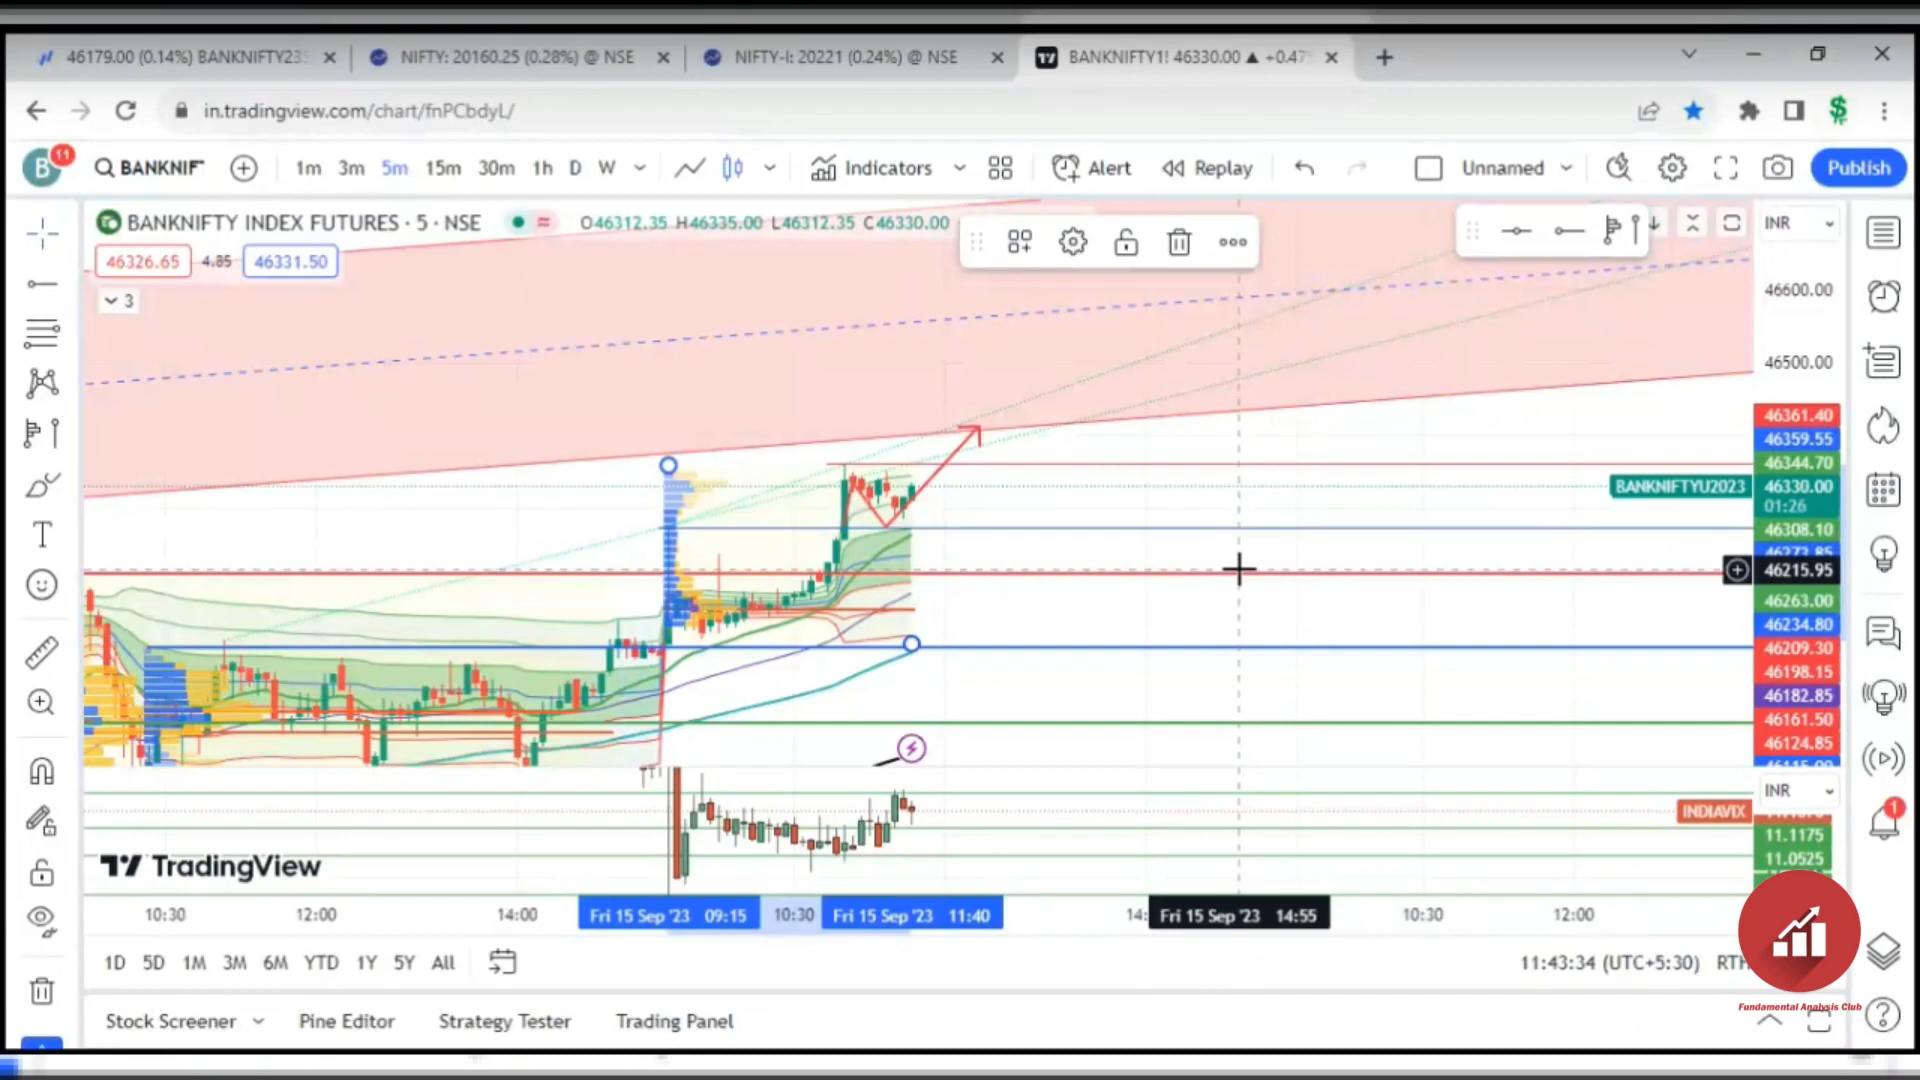 46179.00 (0.14%) BANKNIFTY23
NIFTY: 20160.25 (0.28%) @ NSE
NIFTY-I: 20221 (0.24%) @ NSE
BANKNIFTY1! 46330.00 ▲ +0.47
in.tradingview.com/chart/fnPCbdyL/
B
11
BANKNIF
1m 3m 5m 15m 30m 1h D W
Indicators
Alert
Replay
Unnamed
Publish
BANKNIFTY INDEX FUTURES · 5 · NSE
O46312.35 H46335.00 L46312.35 C46330.00
INR
46326.65
4.85
46331.50
3
46600.00
46500.00
46361.40
46359.55
46344.70
BANKNIFTYU2023
46330.00
01:26
46308.10
46272.85
46215.95
46263.00
46234.80
46209.30
46198.15
46182.85
46161.50
46124.85
46115.00
INR
INDIAVIX
11.1175
11.0525
1
TradingView
10:30 12:00 14:00 Fri 15 Sep '23 09:15 10:30 Fri 15 Sep '23 11:40 14: Fri 15 Sep '23 14:55 10:30 12:00
1D 5D 1M 3M 6M YTD 1Y 5Y All
11:43:34 (UTC+5:30)
RTH
Fundamental Analysis Club
Stock Screener
Pine Editor
Strategy Tester
Trading Panel